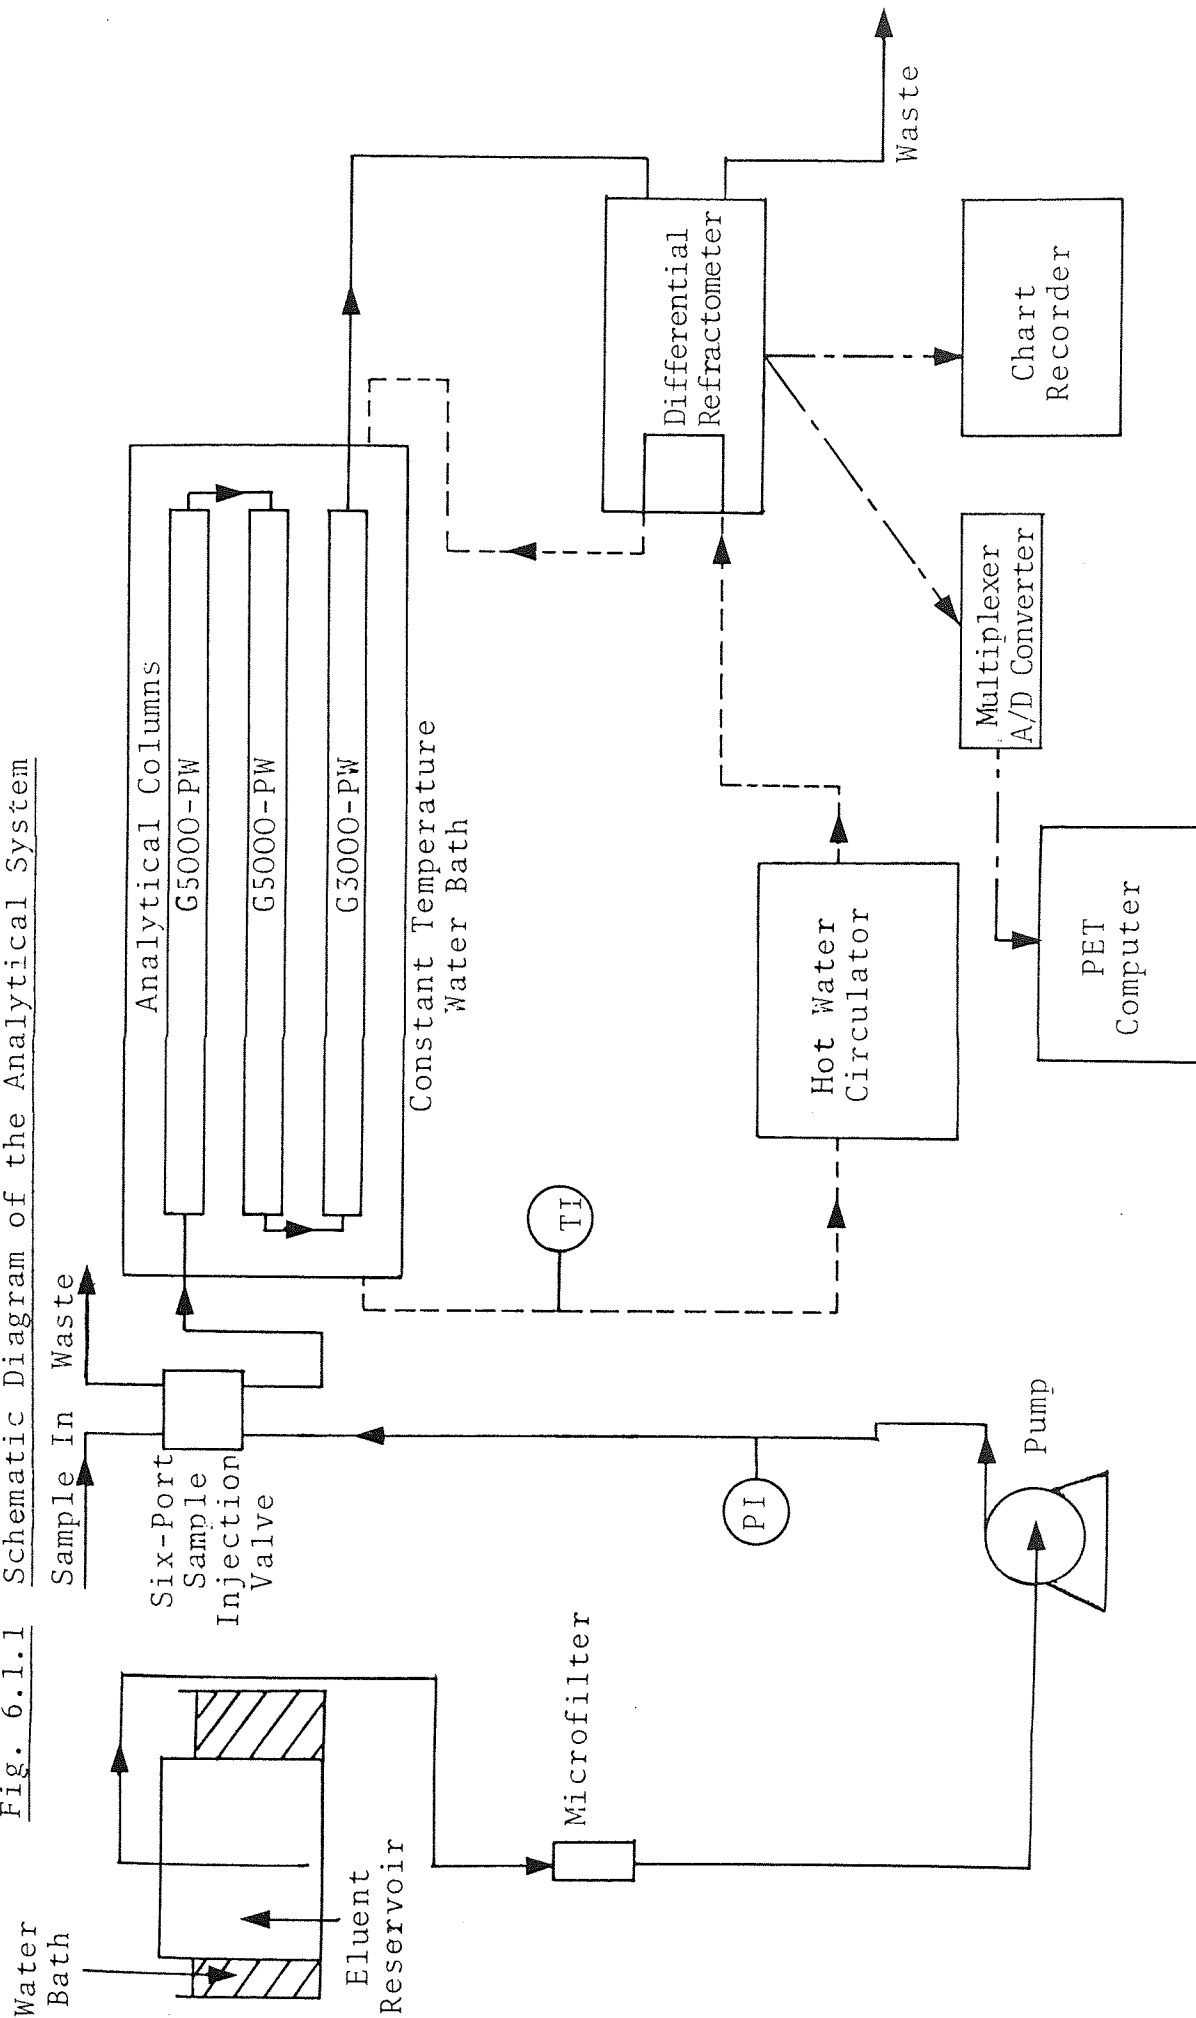 Fig. 6.1.1 Schematic Diagram of the Analytical System
Water
Bath
Eluent
Reservoir
Microfilter
Pump
PI
Sample In
Waste
Six-Port
Sample
Injection
Valve
Analytical Columns
G5000-PW
G5000-PW
G3000-PW
Constant Temperature
Water Bath
TI
Hot Water
Circulator
Differential
Refractometer
Waste
Multiplexer
A/D Converter
PET
Computer
Chart
Recorder